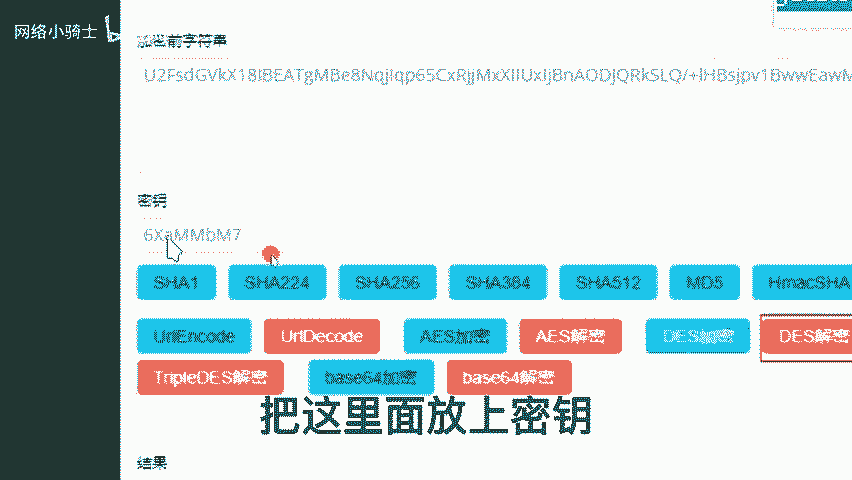 网络小骑士
加密前字符串
密钥
6XaMMbM7
SHA1 SHA224 SHA256 SHA384 SHA512 MD5 HmacSHA
UrlEncode UrlDecode AES加密 AES解密 DES加密 DES解密
TripleDES解密 base64加密 base64解密
把这里面放上密钥
结果